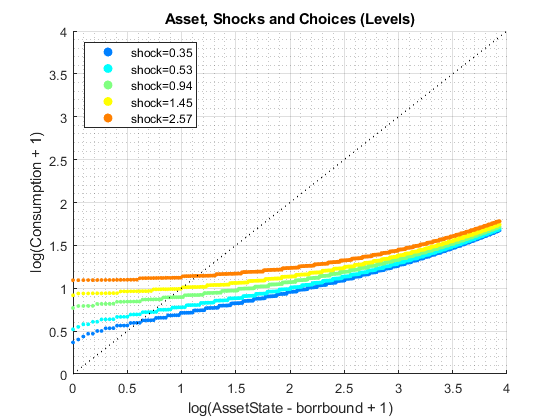 Asset, Shocks and Choices (Levels)
4
3.5
3
2.5
2
1.5
1
0.5
0
log(Consumption + 1)
shock=0.35
shock=0.53
shock=0.94
shock=1.45
shock=2.57
0
0.5
1
1.5
2
2.5
3
3.5
4
log(AssetState - borrbound + 1)